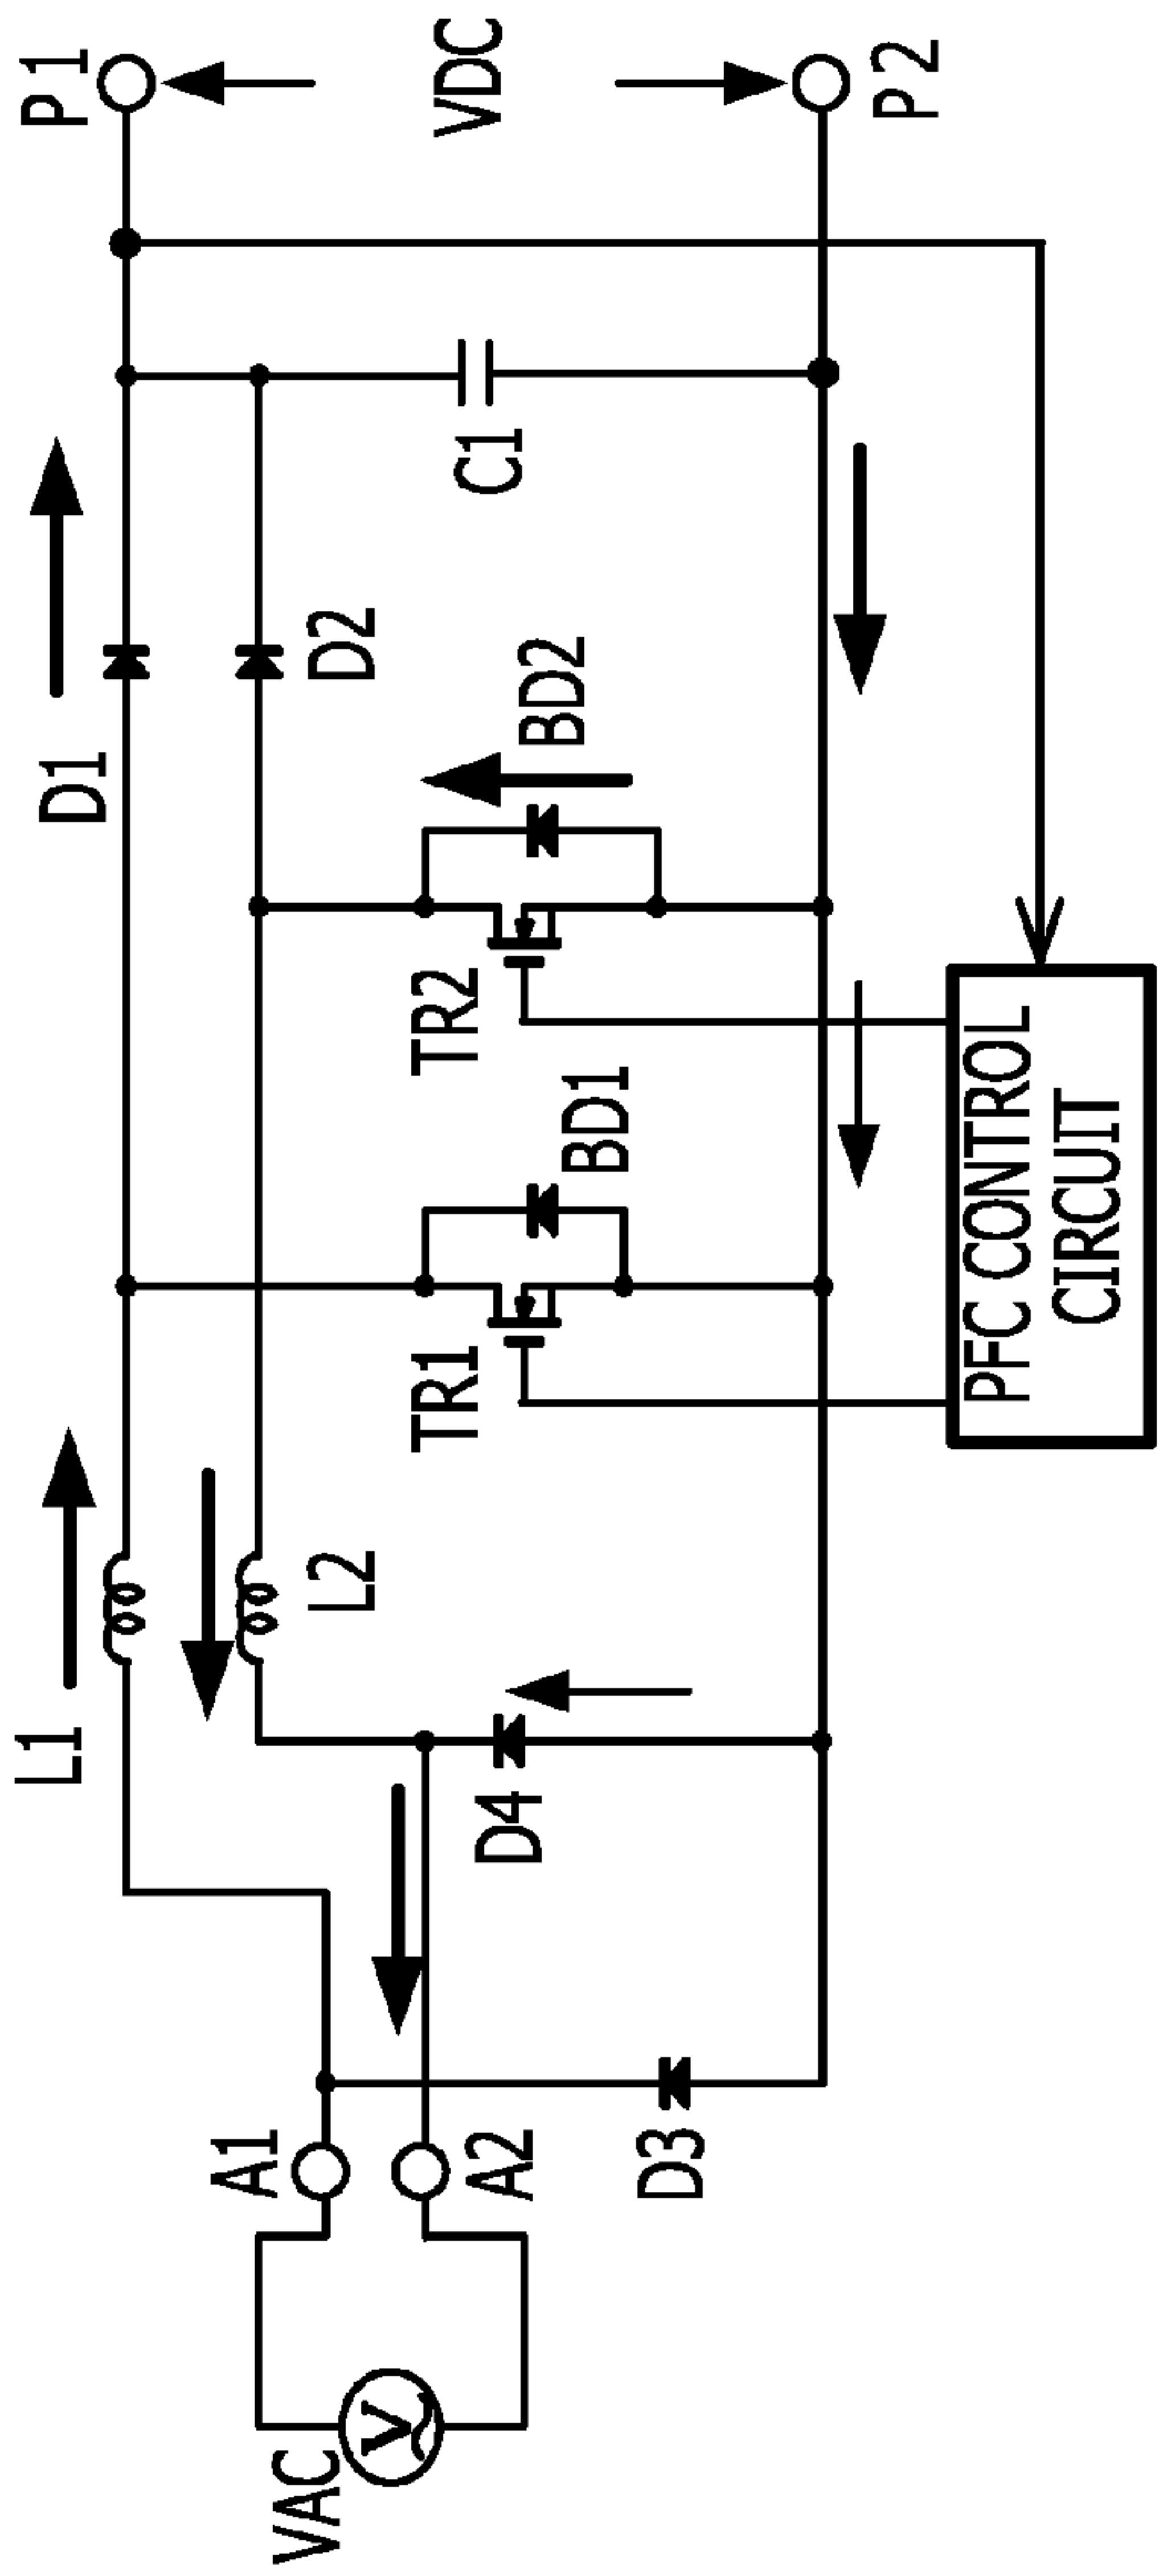 L1
D1
P1
L2
D2
VAC
V
A1
A2
D4
TR1
BD1
TR2
BD2
C1
VDC
D3
P2
PFC CONTROL
CIRCUIT